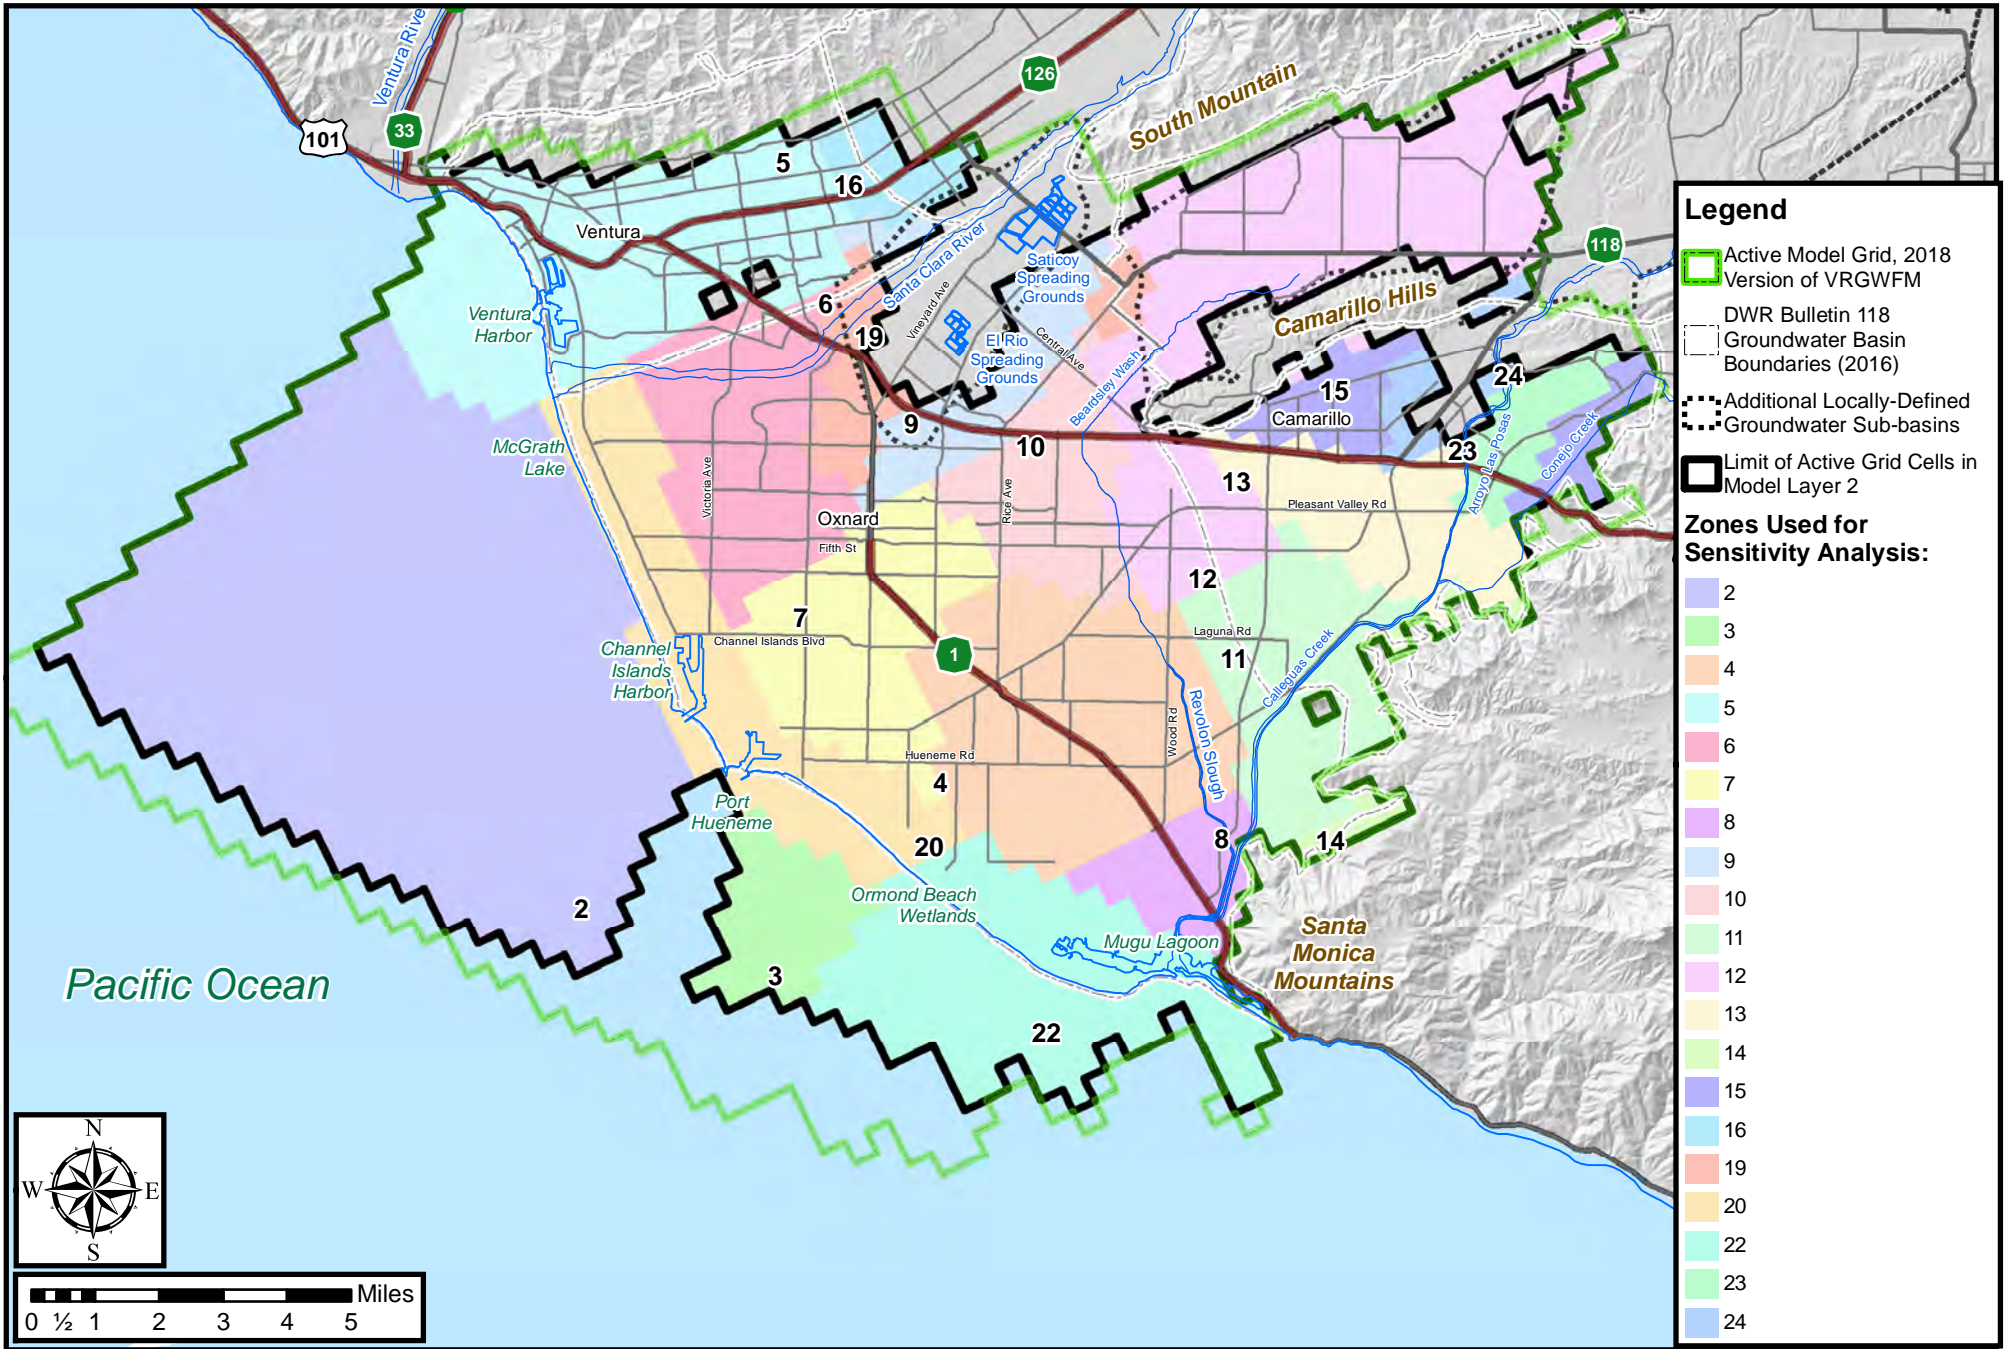 Ventura River
33
101
126
South Mountain
5
16
Ventura
118
Santa Clara River
Saticoy
Spreading
Grounds
Camarillo Hills
Ventura
Harbor
6
19
Vineyard Ave
El Rio
Spreading
Grounds
Central Ave
Beardsley Wash
15
Camarillo
24
9
10
23
McGrath
Lake
Victoria Ave
Rice Ave
13
Pleasant Valley Rd
Arroyo Las Posas
Conejo Creek
Oxnard
Fifth St
12
7
Channel Islands Blvd
Laguna Rd
11
1
Channel
Islands
Harbor
Calleguas Creek
Revolon Slough
Wood Rd
Hueneme Rd
4
Port
Hueneme
20
8
14
Ormond Beach
Wetlands
2
Mugu Lagoon
Santa
Monica
Mountains
Pacific Ocean
3
22
N
W
E
S
Miles
0 ½ 1 2 3 4 5
Legend
Active Model Grid, 2018
Version of VRGWFM
DWR Bulletin 118
Groundwater Basin
Boundaries (2016)
Additional Locally-Defined
Groundwater Sub-basins
Limit of Active Grid Cells in
Model Layer 2
Zones Used for
Sensitivity Analysis:
2
3
4
5
6
7
8
9
10
11
12
13
14
15
16
19
20
22
23
24